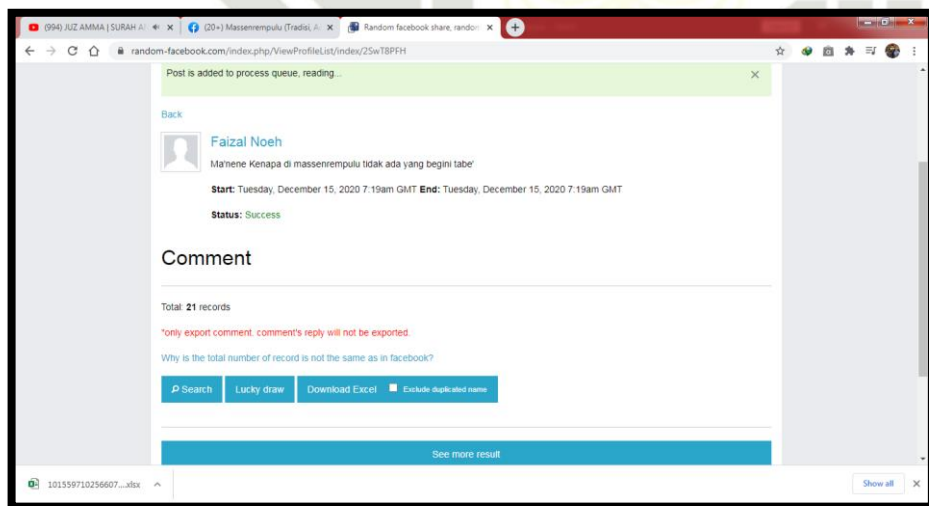 (994) JUZ AMMA | SURAH A
(20+) Massenrempulu (Tradisi, A
Random facebook share, random
random-facebook.com/index.php/ViewProfileList/index/2SwT8PFH
Post is added to process queue, reading...
Back
Faizal Noeh
Ma'nene Kenapa di massenrempulu tidak ada yang begini tabe'
Start: Tuesday, December 15, 2020 7:19am GMT End: Tuesday, December 15, 2020 7:19am GMT
Status: Success
Comment
Total: 21 records
*only export comment, comment's reply will not be exported.
Why is the total number of record is not the same as in facebook?
Search Lucky draw Download Excel Exclude duplicated name
See more result
101559710256607....xlsx Show all